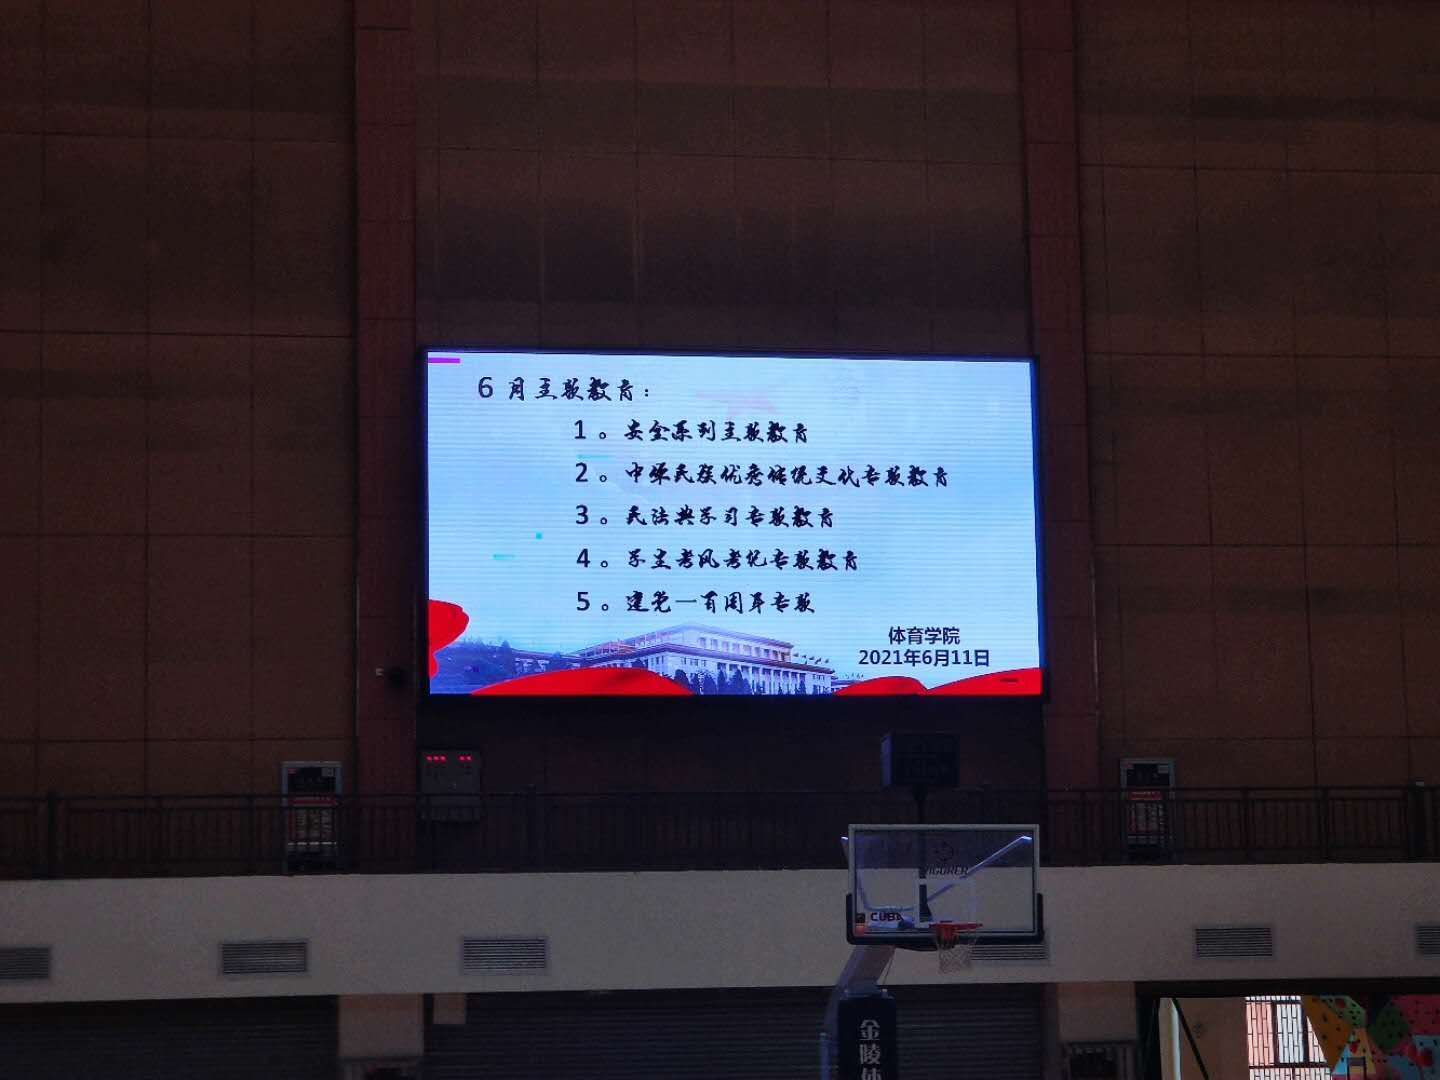 6月主题教育：
1。安全系列主题教育
2。中华民族优秀传统文化专题教育
3。民法典学习专题教育
4。学生考风考纪专题教育
5。建党一百周年专题
体育学院
2021年6月11日
CUBA
金陵体